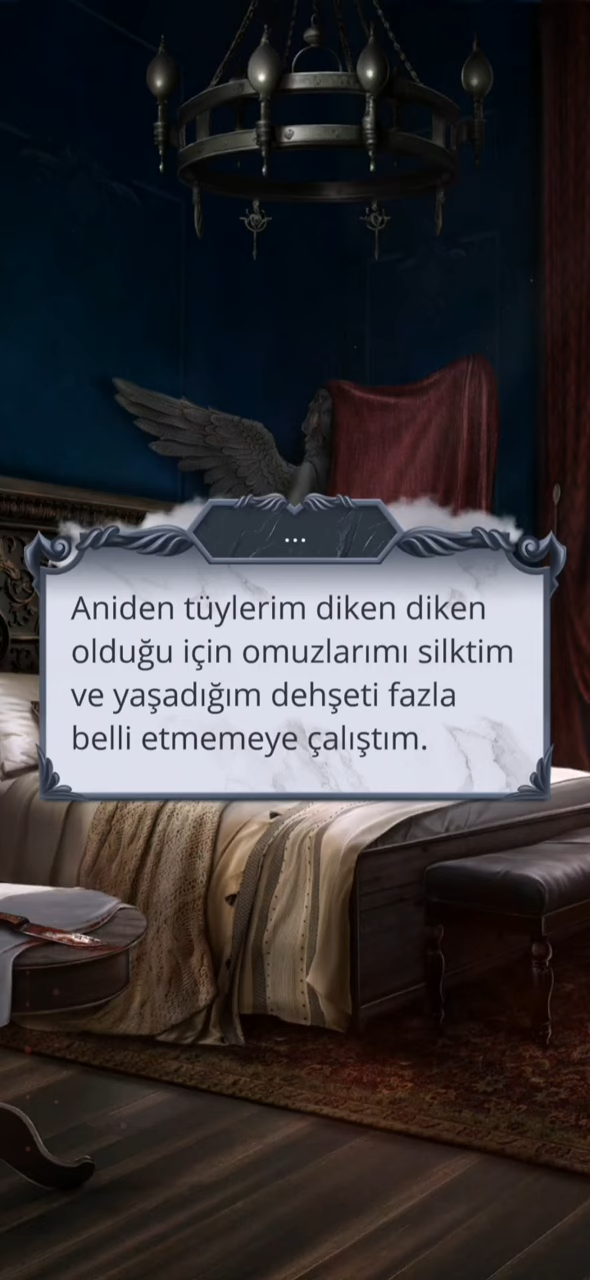 ...
Aniden tüylerim diken diken
olduğu için omuzlarımı silktim
ve yaşadığım dehşeti fazla
belli etmemeye çalıştım.